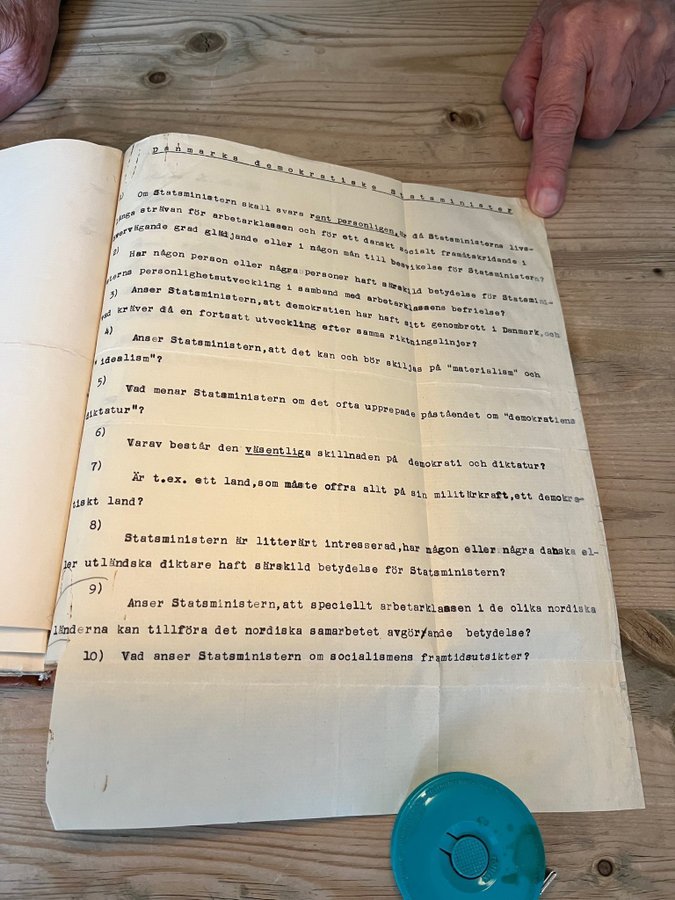 Danmarks demokratiske Statsminister
1) Om Statsministern skall svara rent personligen, är då Statsministerns livs-
långa strävan för arbetarklassen och för ett danskt socialt framåtskridande i
övervägande grad glädjande eller i någon mån till besvikelse för Statsministern?
2) Har någon person eller några personer haft särskild betydelse för Statsmini-
sterns personlighetsutveckling i samband med arbetarklassens befrielse?
3) Anser Statsministern,att demokratien har haft sitt genombrott i Danmark,och
vad kräver då en fortsatt utveckling efter samma riktningslinjer?
4)
Anser Statsministern,att det kan och bör skiljas på "materialism" och
"idealism"?
5)
Vad menar Statsministern om det ofta upprepade påståendet om "demokratiens
diktatur"?
6)
Varav består den väsentliga skillnaden på demokrati och diktatur?
7)
Är t.ex. ett land,som måste offra allt på sin militärkraft,ett demokra-
tiskt land?
8)
Statsministern är litterärt intresserad,har någon eller några danska el-
ler utländska diktare haft särskild betydelse för Statsministern?
9)
Anser Statsministern,att speciellt arbetarklassen i de olika nordiska
länderna kan tillföra det nordiska samarbetet avgörande betydelse?
10) Vad anser Statsministern om socialismens framtidsutsikter?